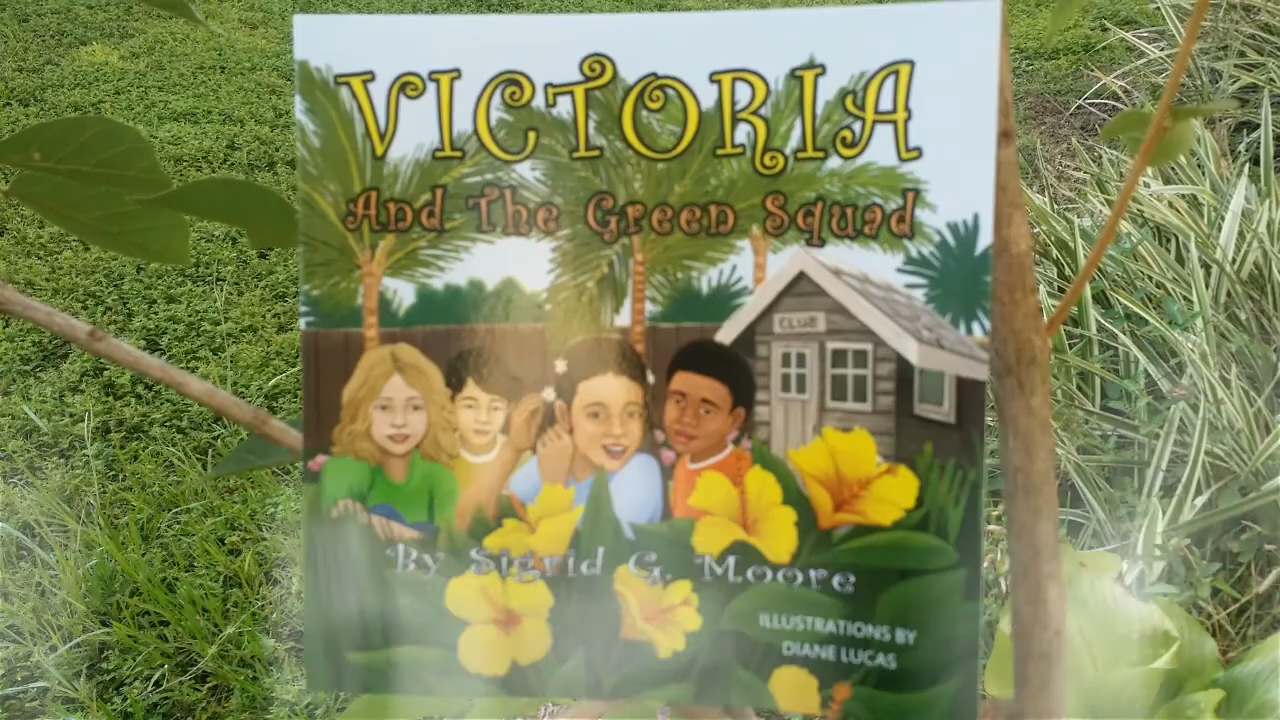 VICTORIA
And The Green Squad
CLUB
By Sigrid G. Moore
ILLUSTRATIONS BY
DIANE LUCAS